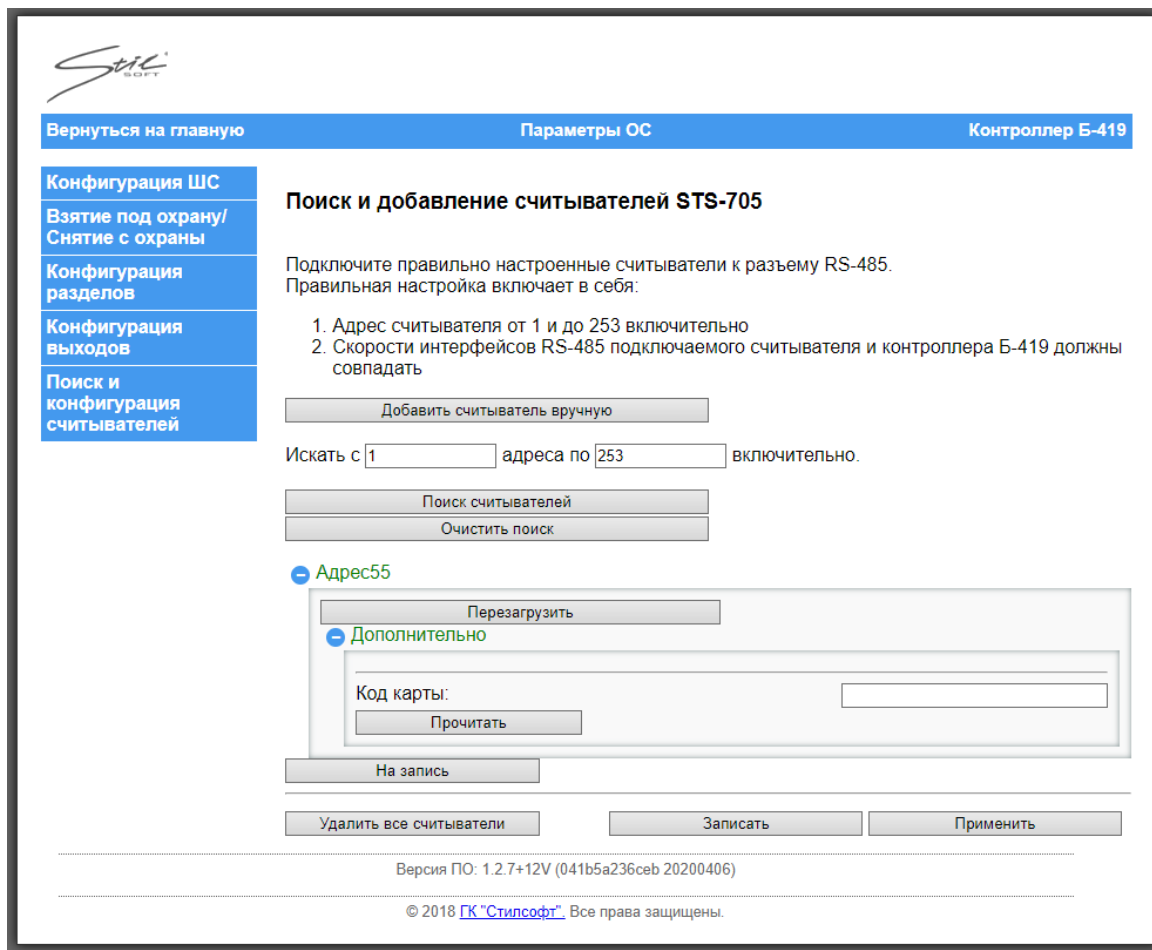 Stil
SOFT
Вернуться на главную Параметры ОС Контроллер Б-419
Конфигурация ШС
Взятие под охрану/
Снятие с охраны
Конфигурация
разделов
Конфигурация
выходов
Поиск и
конфигурация
считывателей
Поиск и добавление считывателей STS-705
Подключите правильно настроенные считыватели к разъему RS-485.
Правильная настройка включает в себя:
1. Адрес считывателя от 1 и до 253 включительно
2. Скорости интерфейсов RS-485 подключаемого считывателя и контроллера Б-419 должны
совпадать
Добавить считыватель вручную
Искать с 1 адреса по 253 включительно.
Поиск считывателей
Очистить поиск
Адрес55
Перезагрузить
Дополнительно
Код карты:
Прочитать
На запись
Удалить все считыватели Записать Применить
Версия ПО: 1.2.7+12V (041b5a236ceb 20200406)
© 2018 ГК "Стилсофт". Все права защищены.